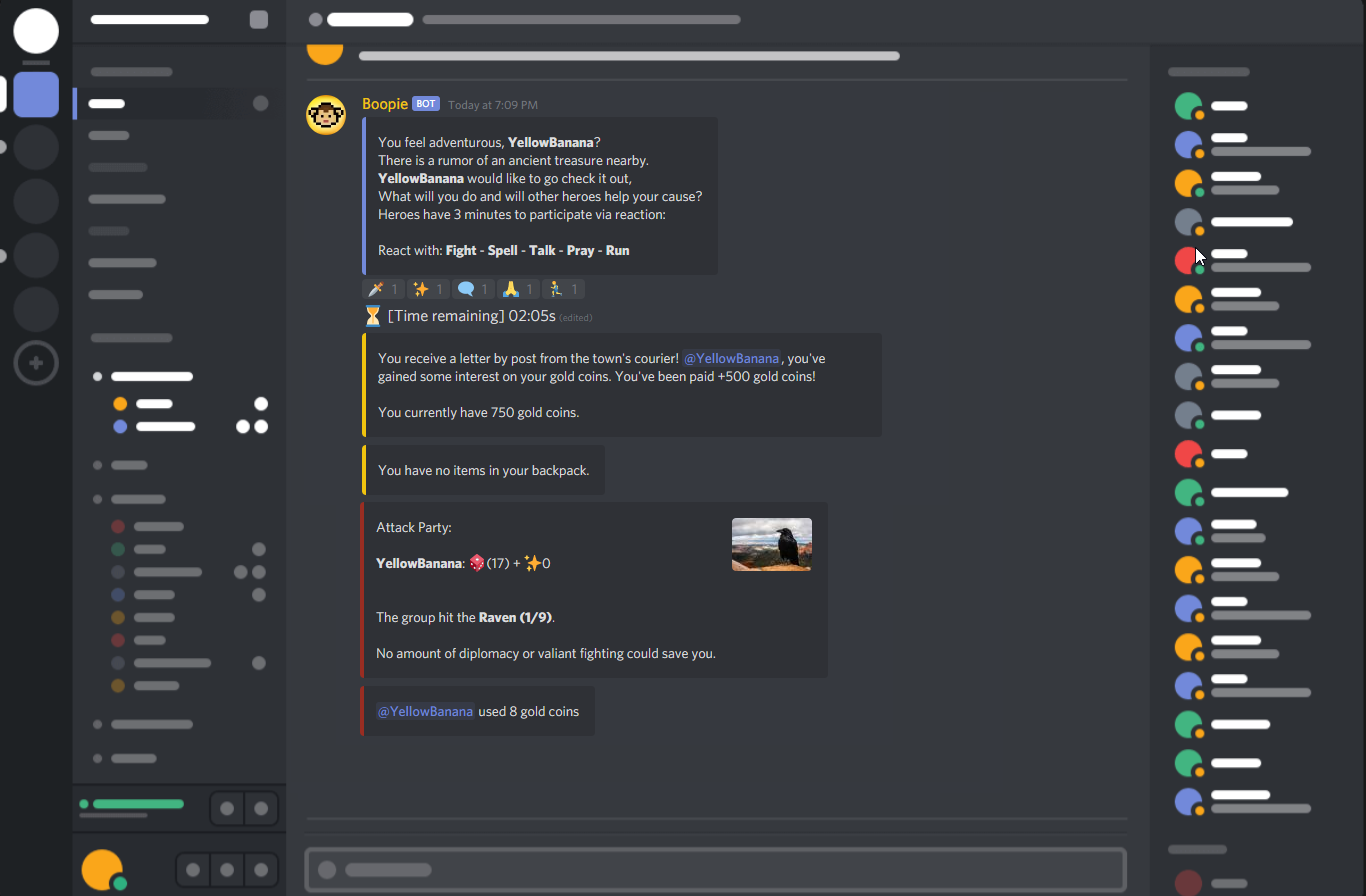 Boopie BOT Today at 7:09 PM
You feel adventurous, YellowBanana?
There is a rumor of an ancient treasure nearby.
YellowBanana would like to go check it out,
What will you do and will other heroes help your cause?
Heroes have 3 minutes to participate via reaction:
React with: Fight - Spell - Talk - Pray - Run
🗡️ 1 ✨ 1 🗨️ 1 🙏 1 🏃 1
⏳ [Time remaining] 02:05s (edited)
You receive a letter by post from the town's courier! @YellowBanana, you've
gained some interest on your gold coins. You've been paid +500 gold coins!
You currently have 750 gold coins.
You have no items in your backpack.
Attack Party:
YellowBanana: 🎲(17) + ✨0
The group hit the Raven (1/9).
No amount of diplomacy or valiant fighting could save you.
@YellowBanana used 8 gold coins